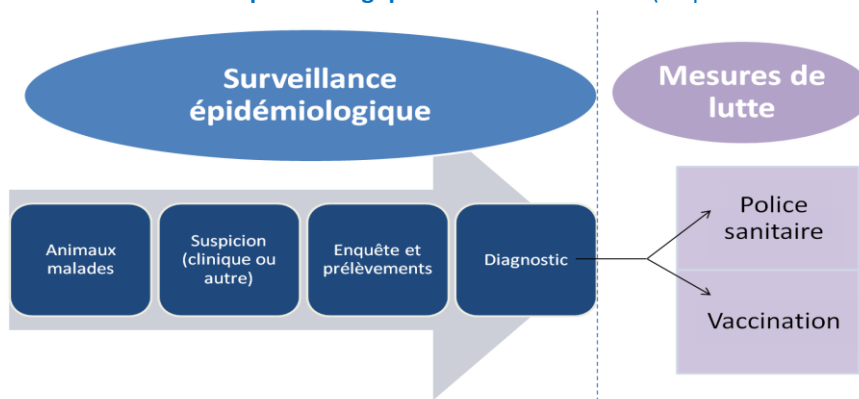 Surveillance
épidémiologique
Mesures de
lutte
Animaux
malades
Suspicion
(clinique ou
autre)
Enquête et
prélèvements
Diagnostic
Police
sanitaire
Vaccination